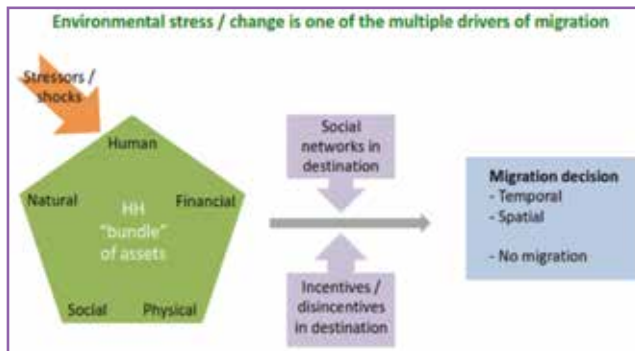 Environmental stress / change is one of the multiple drivers of migration
Stressors /
shocks
Human
Natural
Financial
HH
"bundle"
of assets
Social
Physical
Social
networks in
destination
Incentives /
disincentives
in destination
Migration decision
- Temporal
- Spatial
- No migration